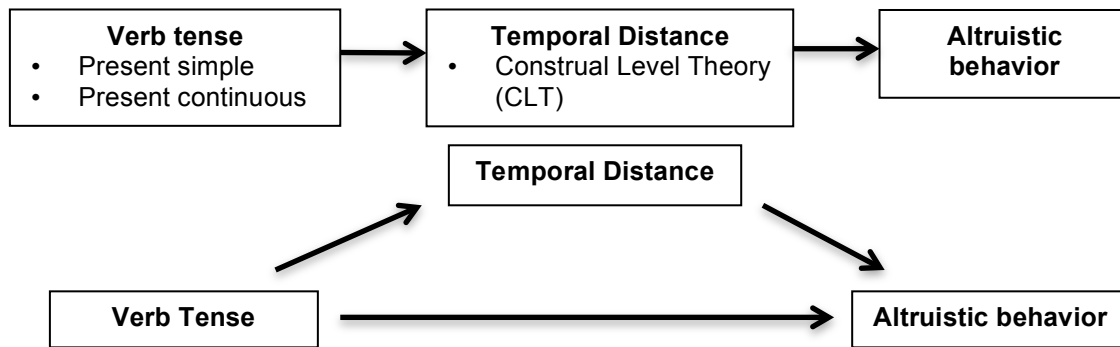 Verb tense
• Present simple
• Present continuous
Temporal Distance
• Construal Level Theory
(CLT)
Altruistic
behavior
Temporal Distance
Verb Tense
Altruistic behavior